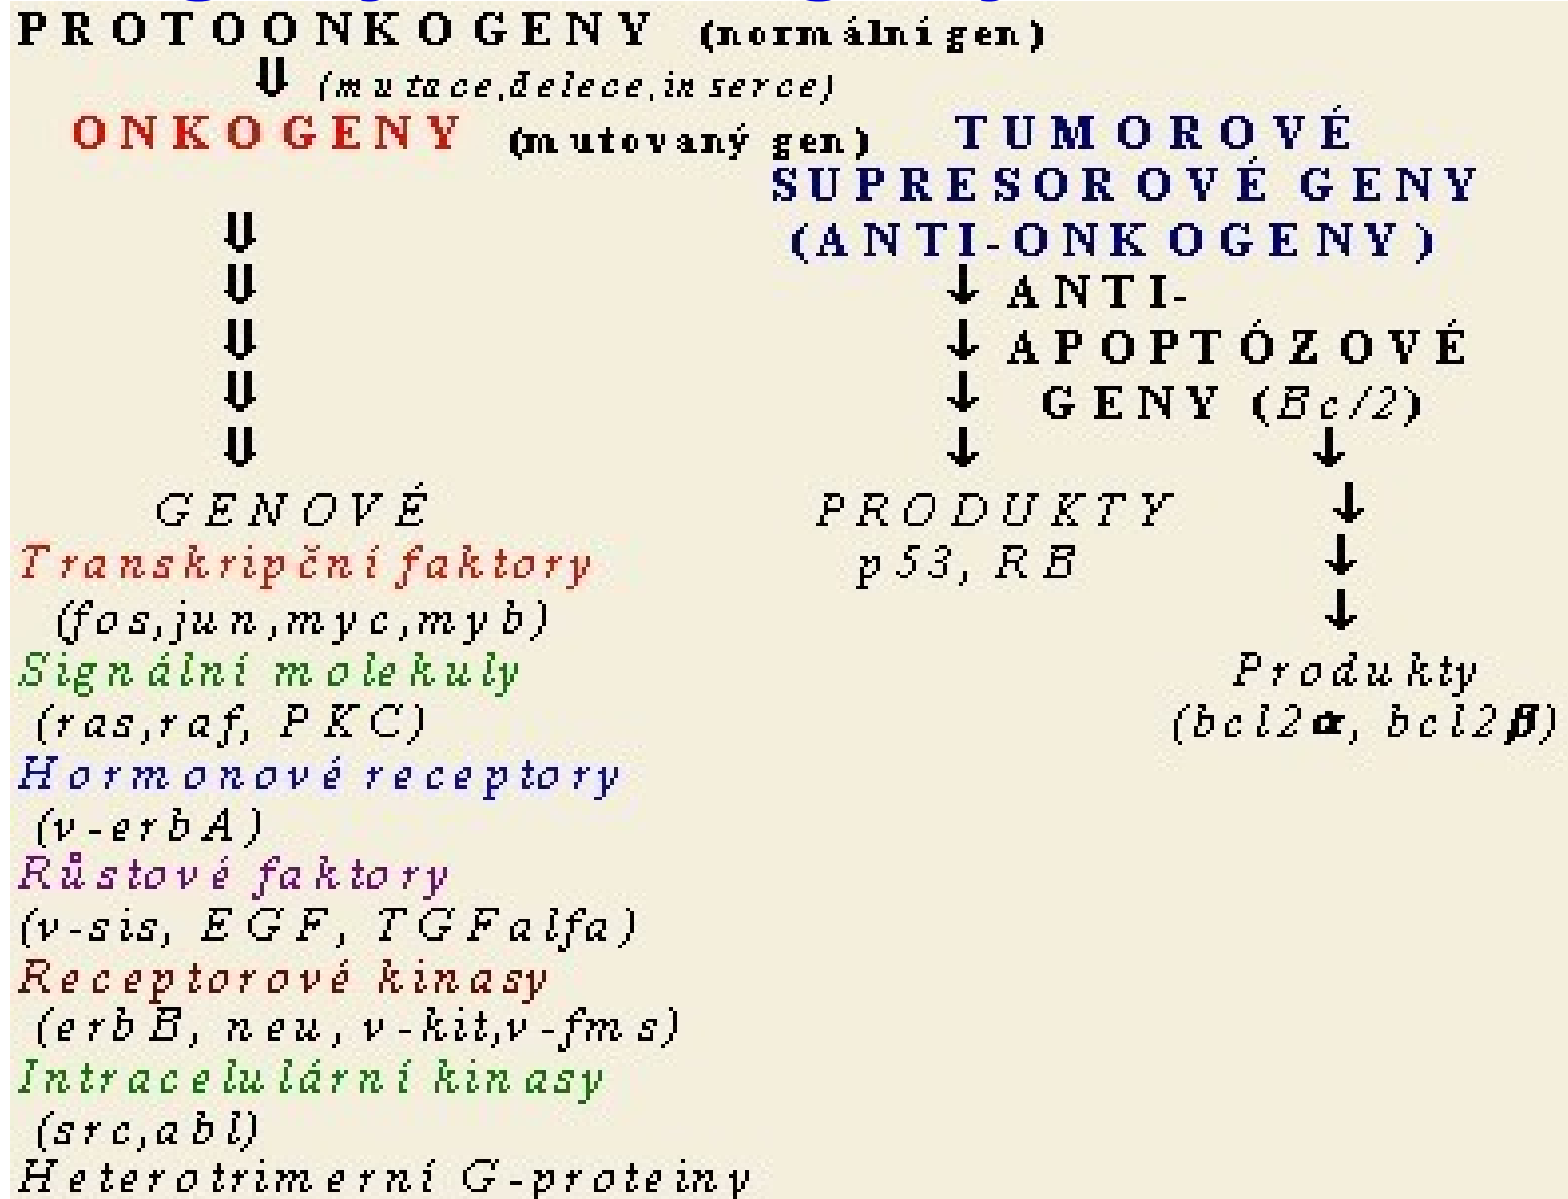 PROTOONKOGENY (normální gen)
⇓ (mutace,delece,inserce)
ONKOGENY (mutovaný gen)
TUMOROVÉ
SUPRESOROVÉ GENY
(ANTI-ONKOGENY)
⇓
⇓
⇓
⇓
⇓
↓ ANTI-
↓ APOPTÓZOVÉ
↓ GENY (Bc/2)
↓ ↓
GENOVÉ PRODUKTY ↓
Transkripční faktory
(fos,jun,myc,myb)
Signální molekuly
(ras,raf, PKC)
Hormonové receptory
(v-erbA)
Růstové faktory
(v-sis, EGF, TGFalfa)
Receptorové kinasy
(erbB, neu, v-kit,v-fms)
Intracelulární kinasy
(src,abl)
Heterotrimerní G-proteiny
p53, RB
↓
↓
Produkty
(bcl2α, bcl2β)